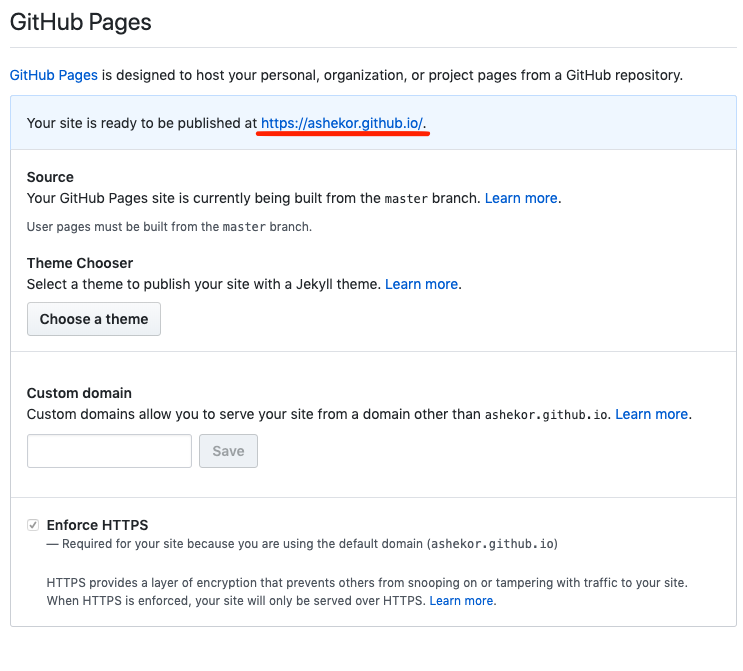 GitHub Pages
GitHub Pages is designed to host your personal, organization, or project pages from a GitHub repository.
Your site is ready to be published at https://ashekor.github.io/.
Source
Your GitHub Pages site is currently being built from the master branch. Learn more.
User pages must be built from the master branch.
Theme Chooser
Select a theme to publish your site with a Jekyll theme. Learn more.
Choose a theme
Custom domain
Custom domains allow you to serve your site from a domain other than ashekor.github.io. Learn more.
Save
Enforce HTTPS
— Required for your site because you are using the default domain (ashekor.github.io)
HTTPS provides a layer of encryption that prevents others from snooping on or tampering with traffic to your site.
When HTTPS is enforced, your site will only be served over HTTPS. Learn more.